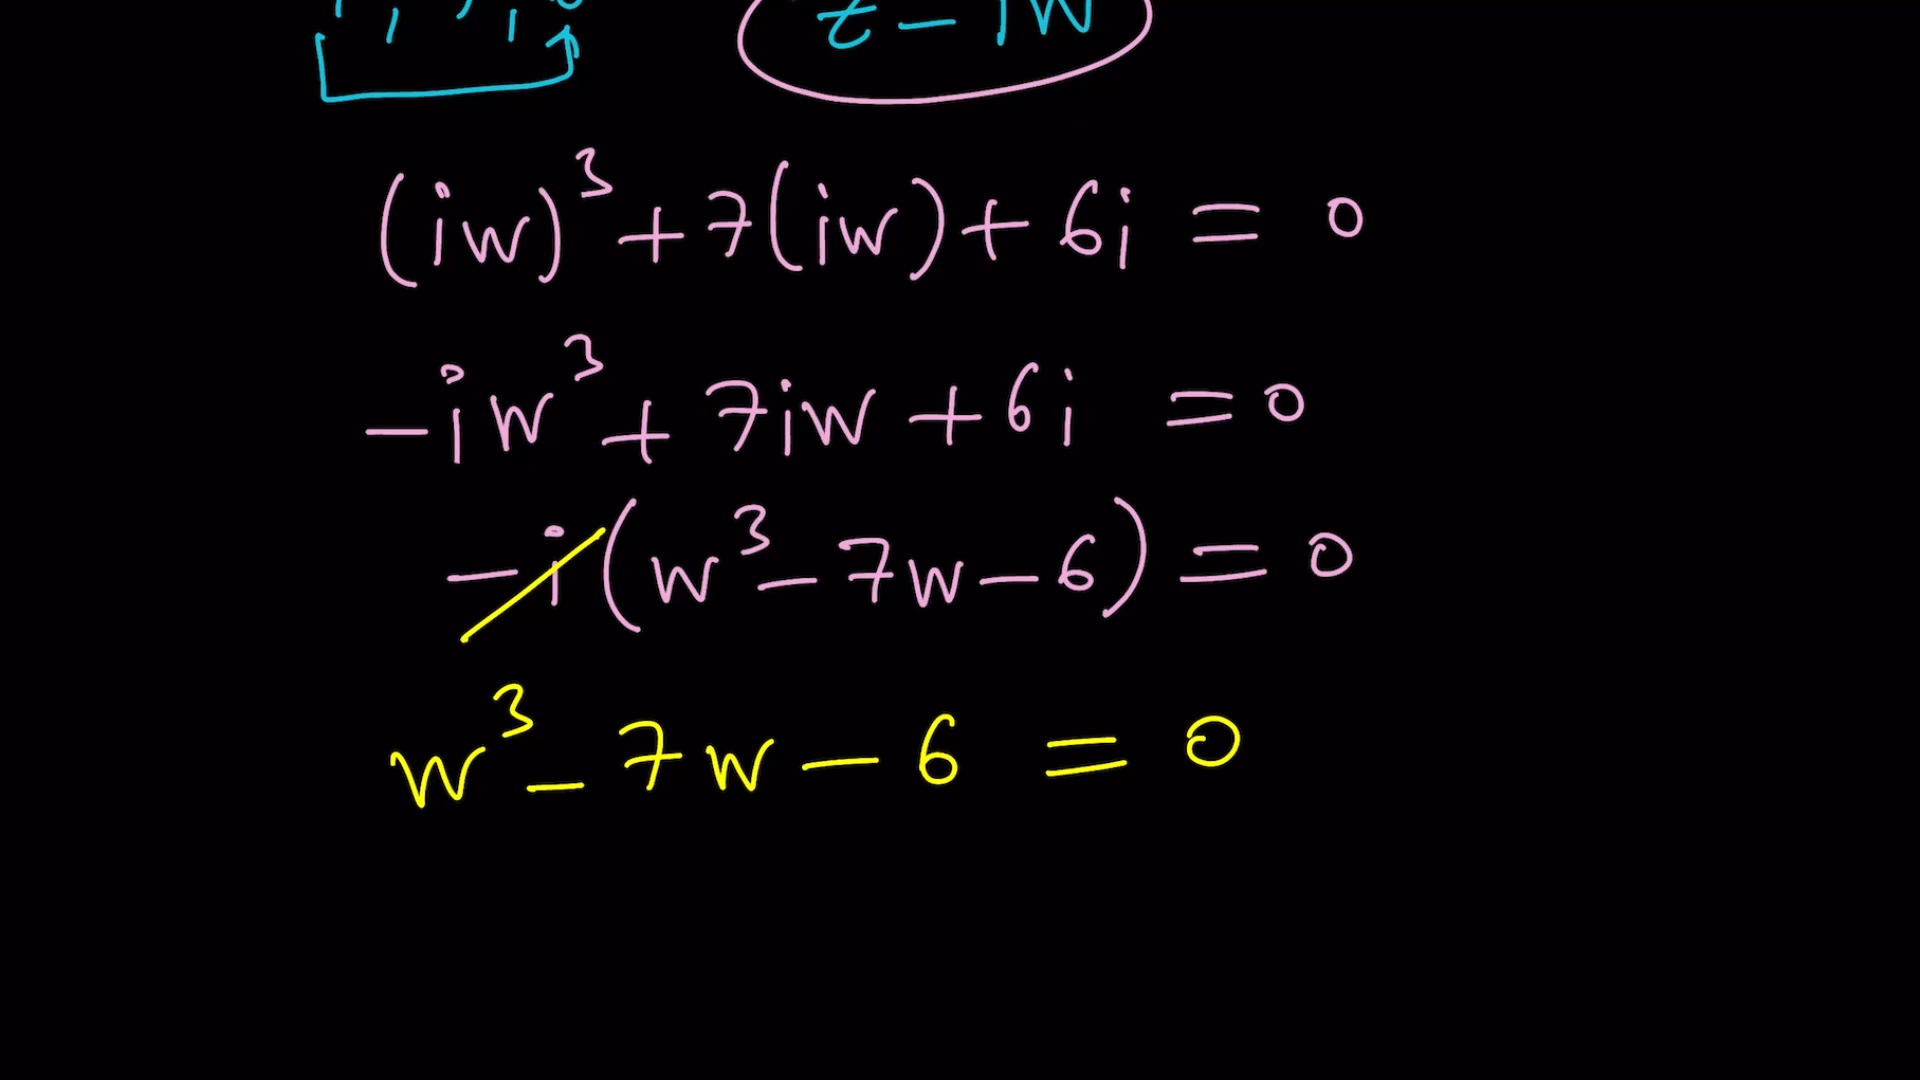 z = iw
(iw)³ + 7(iw) + 6i = 0
-iw³ + 7iw + 6i = 0
-i(w³ - 7w - 6) = 0
w³ - 7w - 6 = 0